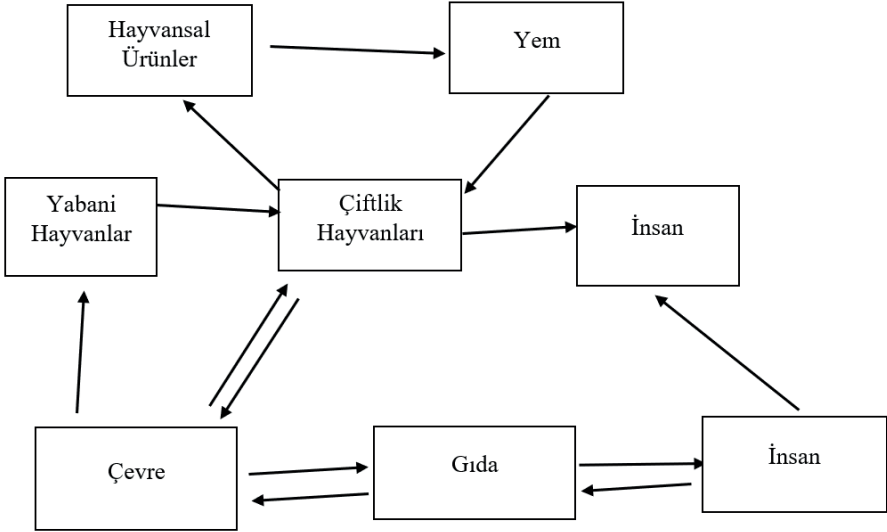 Hayvansal
Ürünler
Yem
Yabani
Hayvanlar
Çiftlik
Hayvanları
İnsan
Çevre
Gıda
İnsan